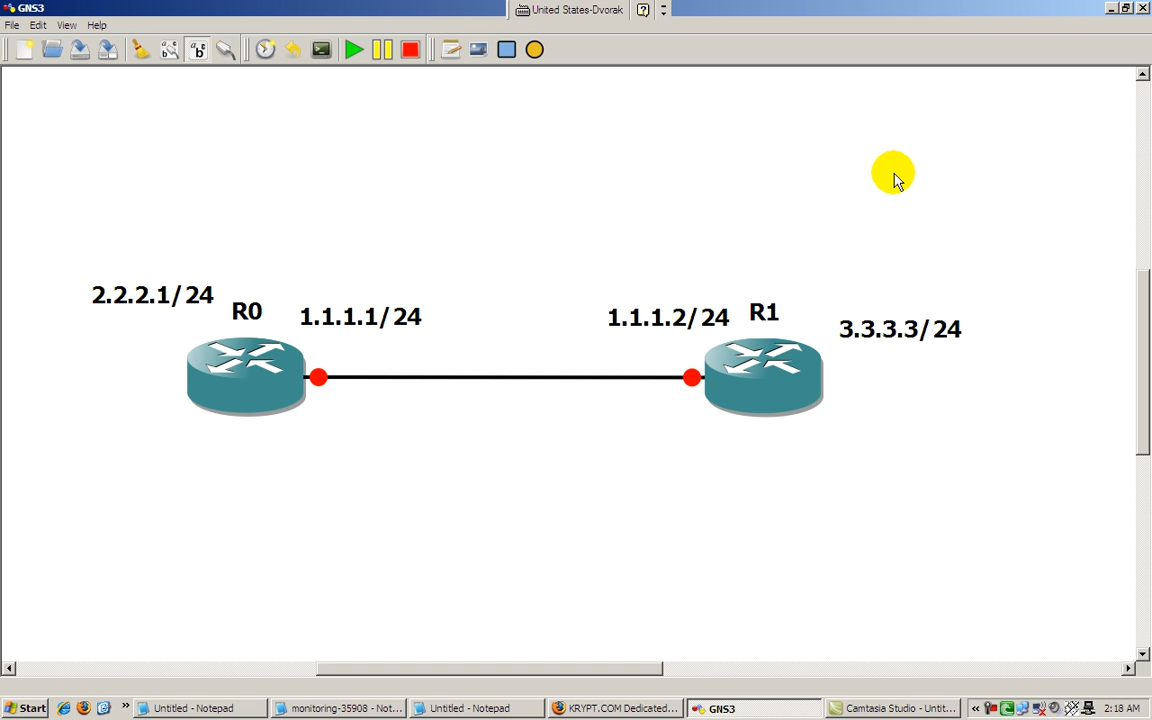 GNS3
United States-Dvorak
File Edit View Help
2.2.2.1/24
R0
1.1.1.1/24
1.1.1.2/24
R1
3.3.3.3/24
Start
Untitled - Notepad
monitoring-35908 - Not...
Untitled - Notepad
KRYPT.COM Dedicated...
GNS3
Camtasia Studio - Untit...
2:18 AM